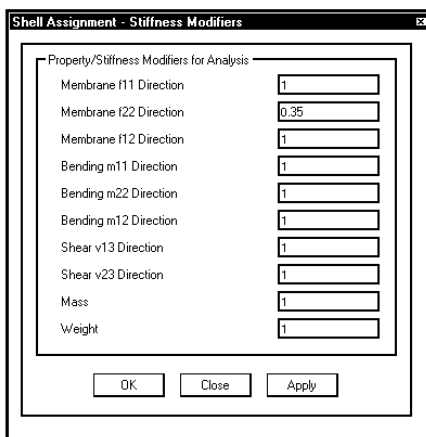 Shell Assignment - Stiffness Modifiers
Property/Stiffness Modifiers for Analysis
Membrane f11 Direction 1
Membrane f22 Direction 0.35
Membrane f12 Direction 1
Bending m11 Direction 1
Bending m22 Direction 1
Bending m12 Direction 1
Shear v13 Direction 1
Shear v23 Direction 1
Mass 1
Weight 1
OK Close Apply